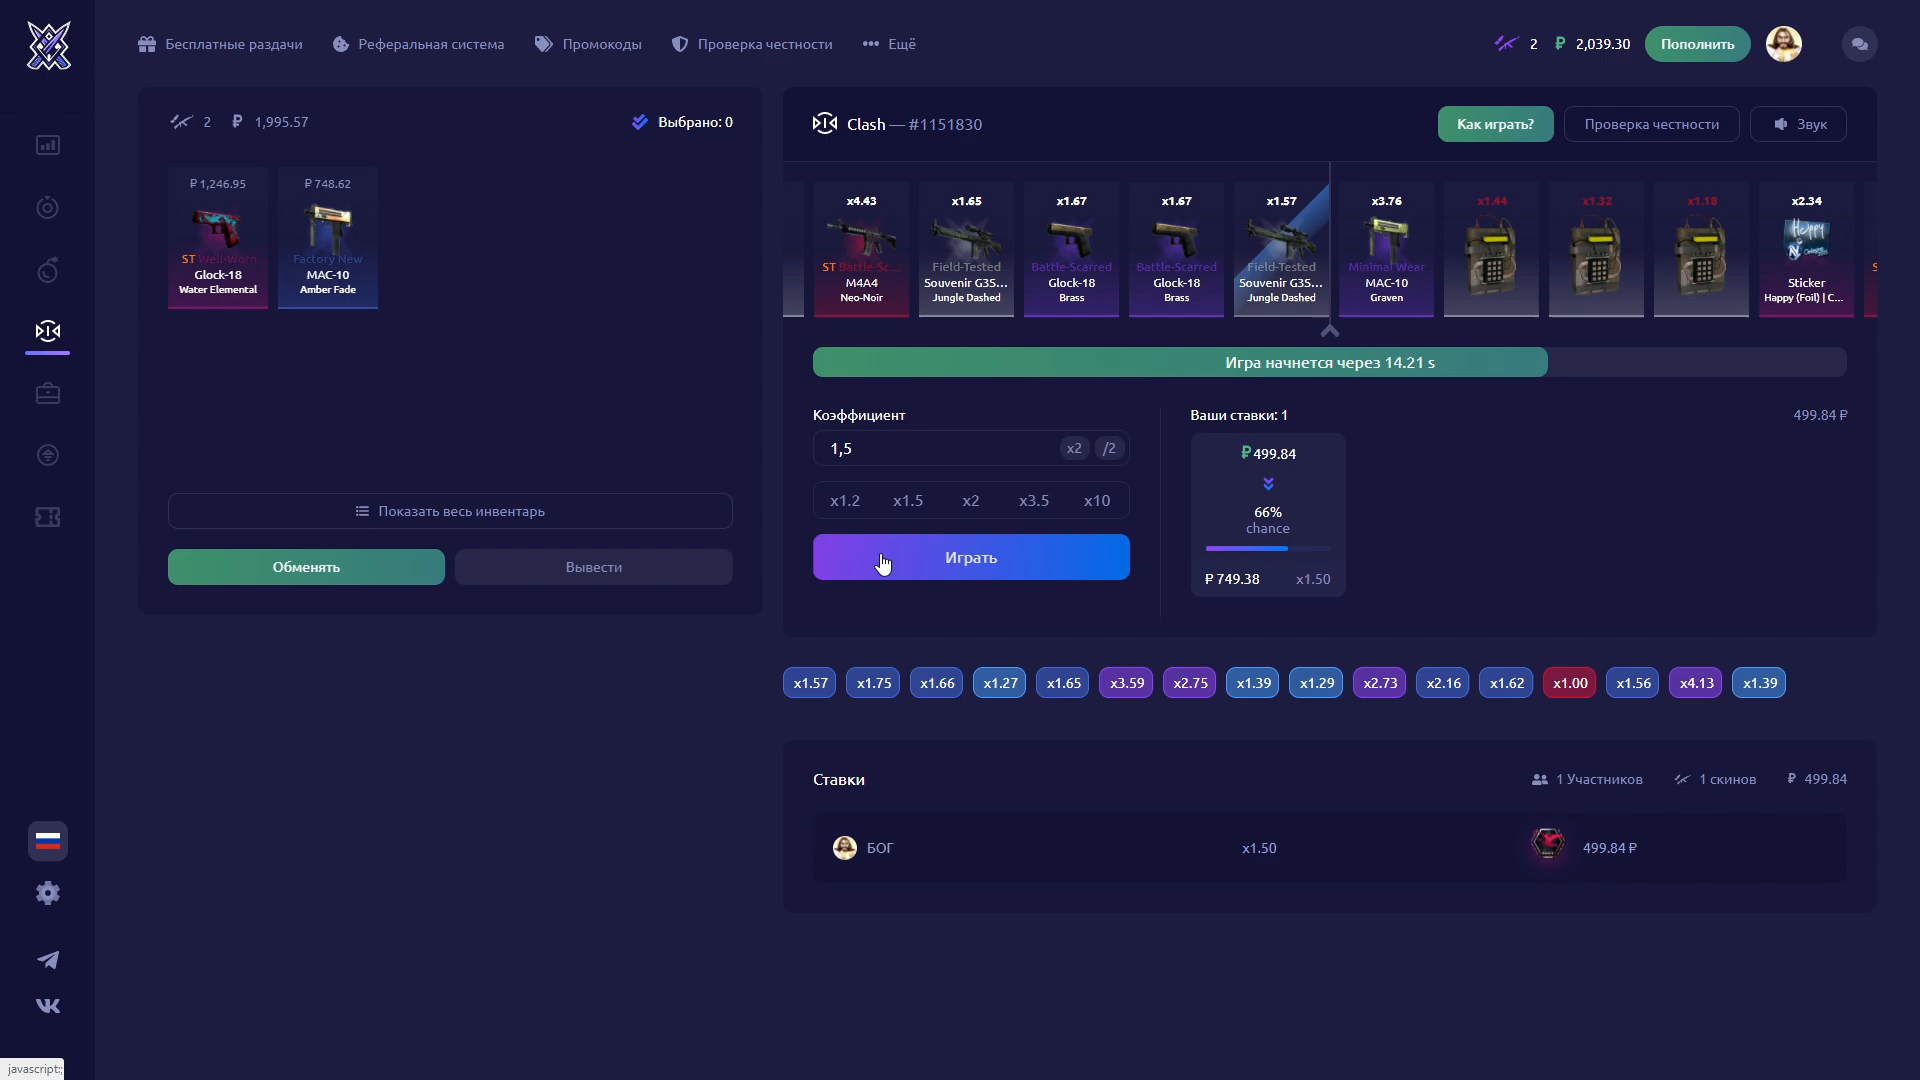 Бесплатные раздачи
Реферальная система
Промокоды
Проверка честности
Ещё
2
₽ 2,039.30
Пополнить
2 ₽ 1,995.57
Выбрано: 0
₽ 1,246.95
ST Well-Worn
Glock-18
Water Elemental
₽ 748.62
Factory New
MAC-10
Amber Fade
Показать весь инвентарь
Обменять
Вывести
Clash — #1151830
Как играть?
Проверка честности
Звук
x4.43
ST Battle-Sc...
M4A4
Neo-Noir
x1.65
Field-Tested
Souvenir G3S...
Jungle Dashed
x1.67
Battle-Scarred
Glock-18
Brass
x1.67
Battle-Scarred
Glock-18
Brass
x1.57
Field-Tested
Souvenir G3S...
Jungle Dashed
x3.76
Minimal Wear
MAC-10
Graven
x1.44
x1.32
x1.18
x2.34
Sticker
Happy (Foil) | C...
S
Игра начнется через 14.21 s
Коэффициент
1,5
x2 /2
x1.2 x1.5 x2 x3.5 x10
Играть
Ваши ставки: 1
499.84 ₽
₽ 499.84
66%
chance
₽ 749.38 x1.50
x1.57 x1.75 x1.66 x1.27 x1.65 x3.59 x2.75 x1.39 x1.29 x2.73 x2.16 x1.62 x1.00 x1.56 x4.13 x1.39
Ставки
1 Участников
1 скинов
₽ 499.84
БОГ
x1.50
499.84 ₽
javascript:;